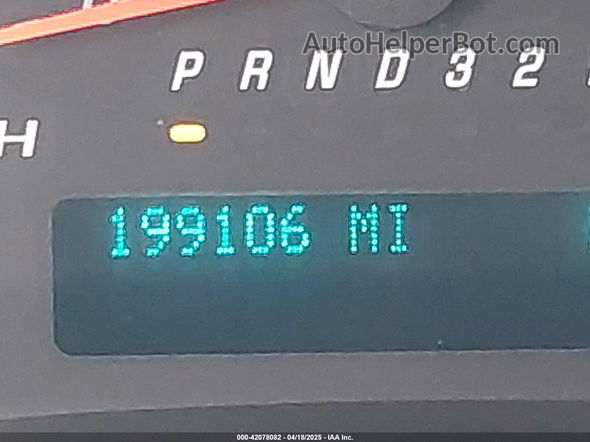 AutoHelperBot.com
P R N D 3 2
H
199106 MI
000-42078082 - 04/18/2025 - IAA Inc.